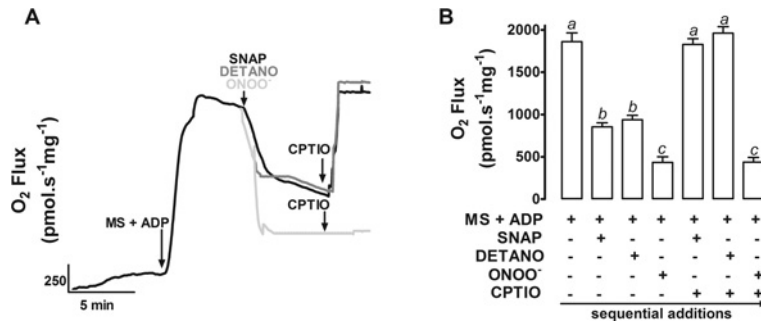 A
O₂ Flux
(pmol.s⁻¹mg⁻¹)
SNAP
DETANO
ONOO⁻
CPTIO
CPTIO
MS + ADP
250
5 min
B
O₂ Flux
(pmol.s⁻¹mg⁻¹)
2000
1500
1000
500
0
a
b
b
c
a
a
c
MS + ADP + + + + + + +
SNAP - + - - + - -
DETANO - - + - - + -
ONOO⁻ - - - + - - +
CPTIO - - - - + + +
sequential additions